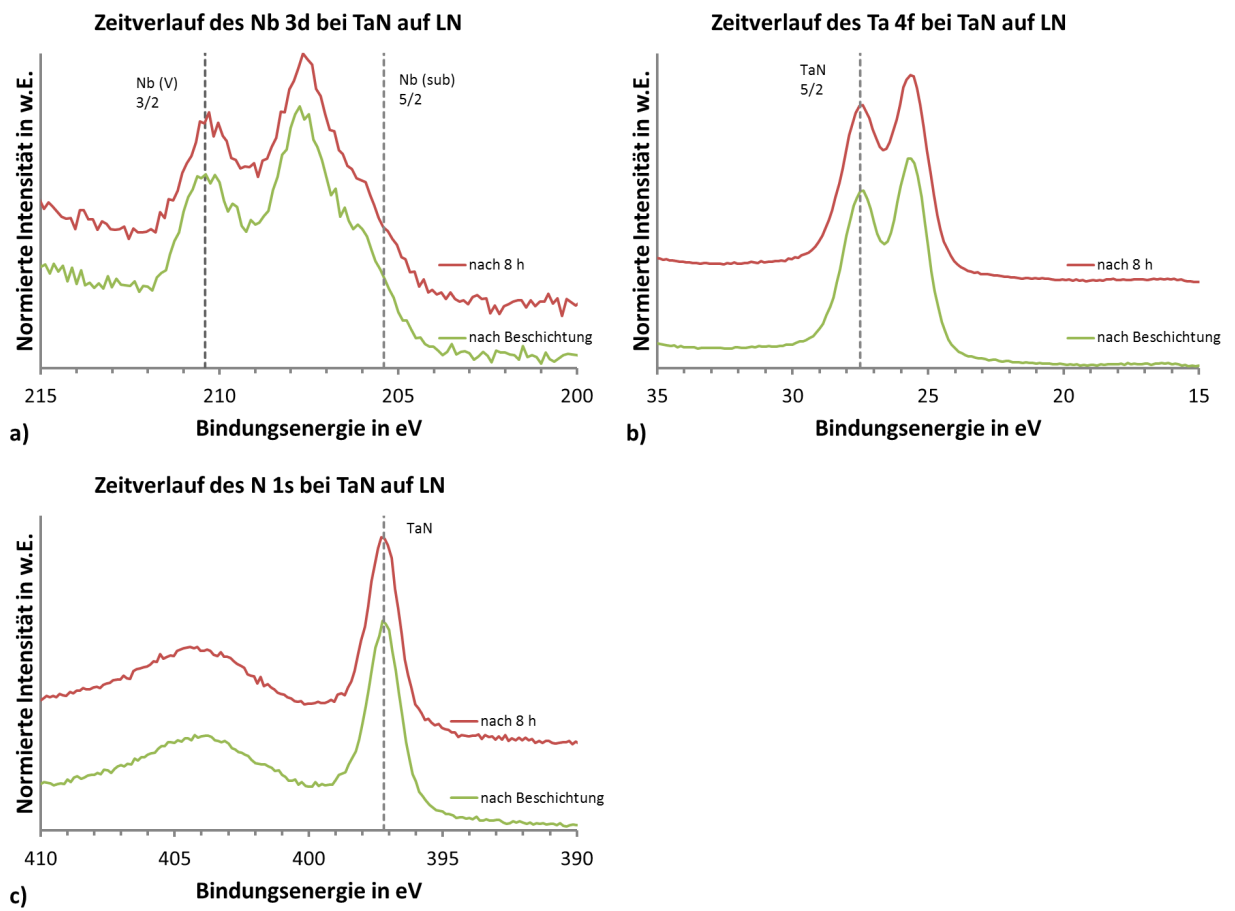 Zeitverlauf des Nb 3d bei TaN auf LN
Normierte Intensität in w.E.
Nb (V)
3/2
Nb (sub)
5/2
nach 8 h
nach Beschichtung
215
210
205
200
Bindungsenergie in eV
a)
Zeitverlauf des Ta 4f bei TaN auf LN
Normierte Intensität in w.E.
TaN
5/2
nach 8 h
nach Beschichtung
35
30
25
20
15
Bindungsenergie in eV
b)
Zeitverlauf des N 1s bei TaN auf LN
Normierte Intensität in w.E.
TaN
nach 8 h
nach Beschichtung
410
405
400
395
390
Bindungsenergie in eV
c)